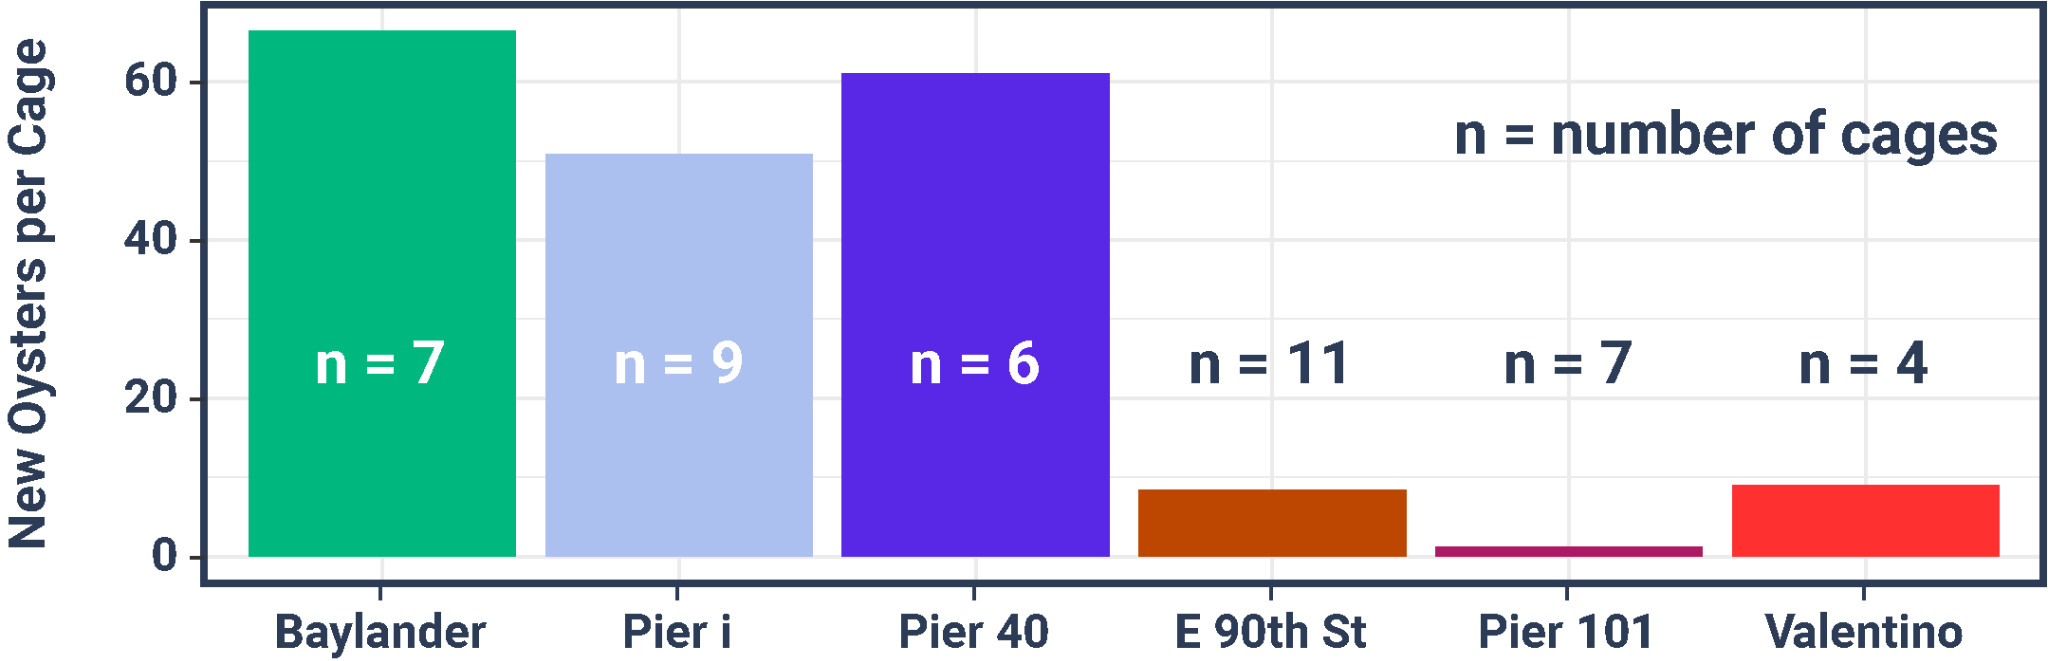 New Oysters per Cage
60
40
20
0
n = number of cages
n = 7
n = 9
n = 6
n = 11
n = 7
n = 4
Baylander
Pier i
Pier 40
E 90th St
Pier 101
Valentino